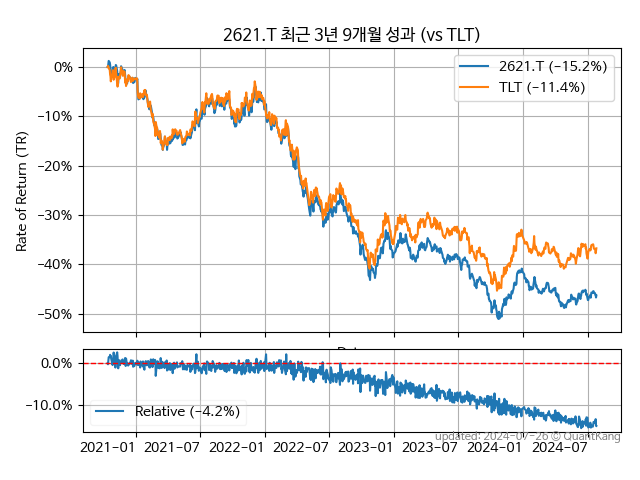 2621.T 최근 3년 9개월 성과 (vs TLT)
2621.T (−15.2%)
TLT (−11.4%)
Rate of Return (TR)
0%
−10%
−20%
−30%
−40%
−50%
0.0%
−10.0%
Relative (−4.2%)
2021−01 2021−07 2022−01 2022−07 2023−01 2023−07 2024−01 2024−07
updated: 2024−07−26 © QuantKang